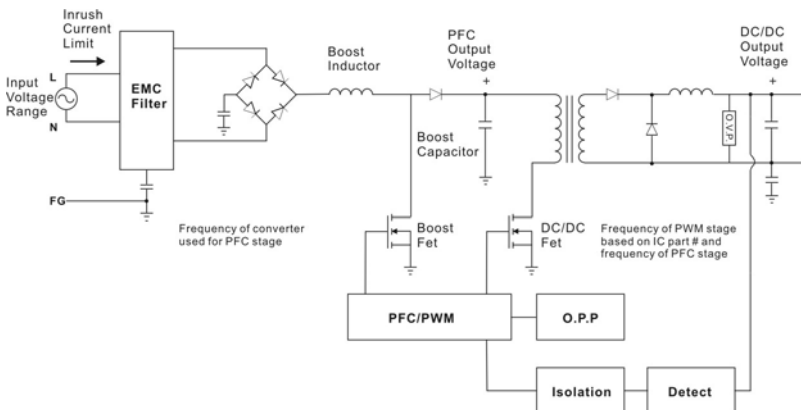 Inrush
Current
Limit
L
Input
Voltage
Range
N
FG
EMC
Filter
Boost
Inductor
PFC
Output
Voltage
+
DC/DC
Output
Voltage
+
O.V.P.
Boost
Capacitor
Frequency of converter
used for PFC stage
Boost
Fet
DC/DC
Fet
Frequency of PWM stage
based on IC part # and
frequency of PFC stage
PFC/PWM
O.P.P
Isolation
Detect